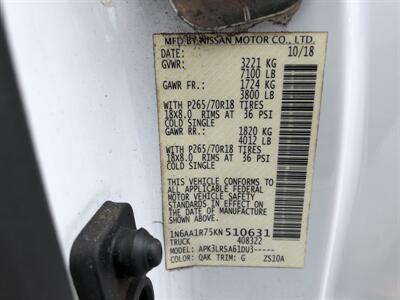 MFD BY NISSAN MOTOR CO., LTD.
DATE: 10/18
GVWR: 3221 KG
7100 LB
GAWR FR.: 1724 KG
3800 LB
WITH P265/70R18 TIRES
18X8.0 RIMS AT 36 PSI
COLD SINGLE
GAWR RR.: 1820 KG
4012 LB
WITH P265/70R18 TIRES
18X8.0 RIMS AT 36 PSI
COLD SINGLE
THIS VEHICLE CONFORMS TO
ALL APPLICABLE FEDERAL
MOTOR VEHICLE SAFETY
STANDARDS IN EFFECT ON
THE DATE OF MANUFACTURE
SHOWN ABOVE.
1N6AA1R75KN510631
TRUCK 408322
APK3LRSA61DU3-----
COLOR: QAK TRIM: G ZS10A